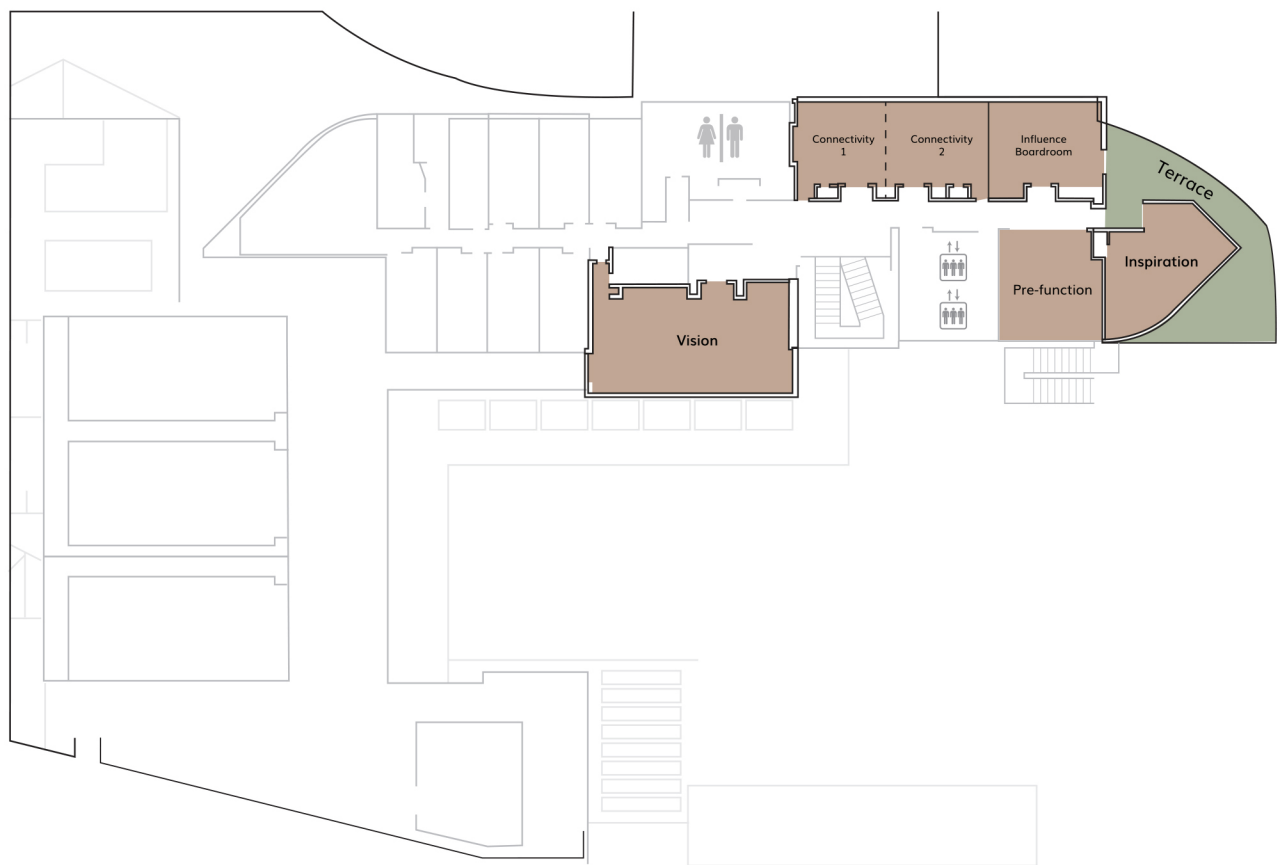 Connectivity
1
Connectivity
2
Influence
Boardroom
Terrace
Inspiration
Pre-function
Vision